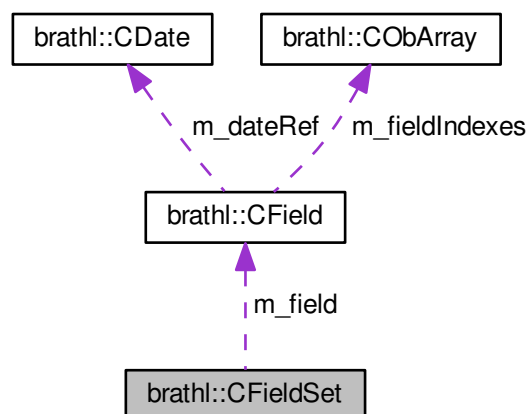 brathl::CDate
brathl::CObArray
m_dateRef
m_fieldIndexes
brathl::CField
m_field
brathl::CFieldSet